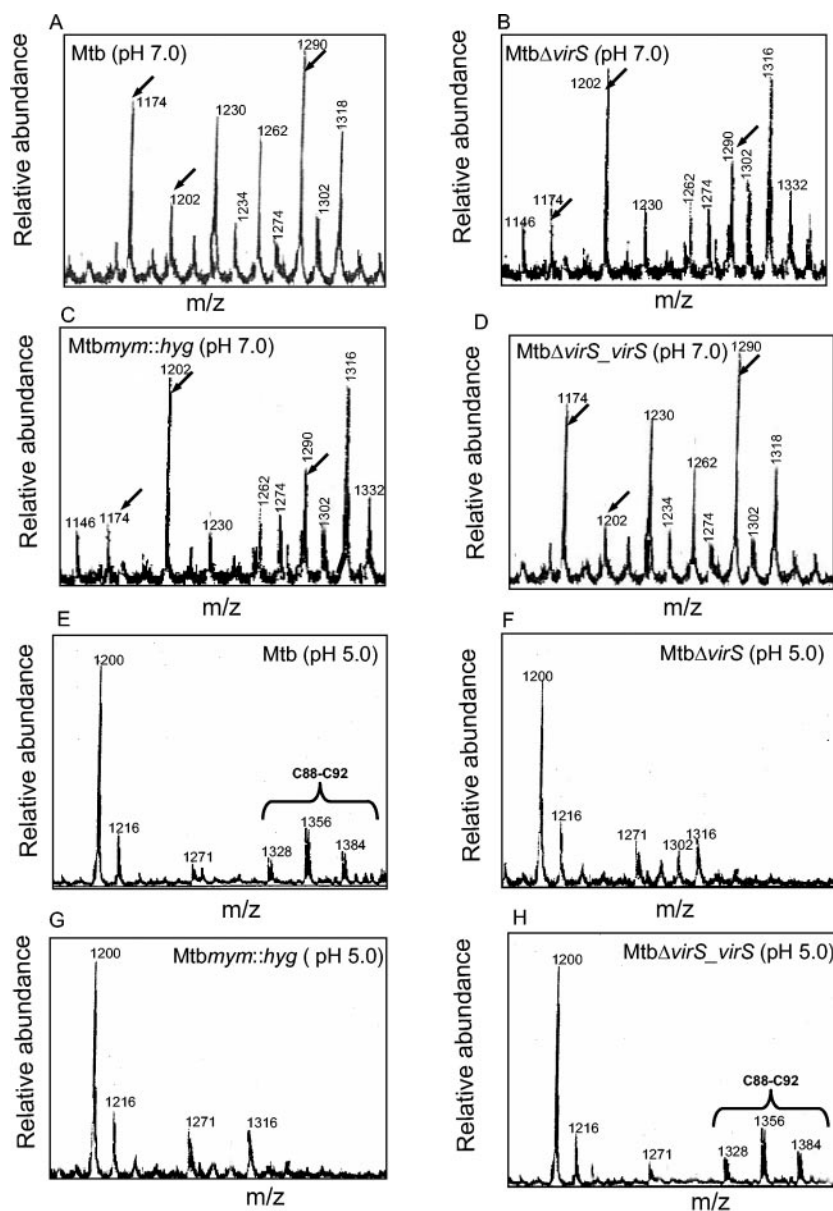 A
Mtb (pH 7.0)
Relative abundance
1174
1202
1230
1234
1262
1274
1290
1302
1318
m/z
B
MtbΔvirS (pH 7.0)
Relative abundance
1146
1174
1202
1230
1262
1274
1290
1302
1316
1332
m/z
C
Mtbmym::hyg (pH 7.0)
Relative abundance
1146
1174
1202
1230
1262
1274
1290
1302
1316
1332
m/z
D
MtbΔvirS_virS (pH 7.0)
Relative abundance
1174
1202
1230
1234
1262
1274
1290
1302
1318
m/z
E
Mtb (pH 5.0)
Relative abundance
1200
1216
1271
C88-C92
1328
1356
1384
m/z
F
MtbΔvirS (pH 5.0)
Relative abundance
1200
1216
1271
1302
1316
m/z
G
Mtbmym::hyg ( pH 5.0)
Relative abundance
1200
1216
1271
1316
m/z
H
MtbΔvirS_virS (pH 5.0)
Relative abundance
1200
1216
1271
C88-C92
1328
1356
1384
m/z